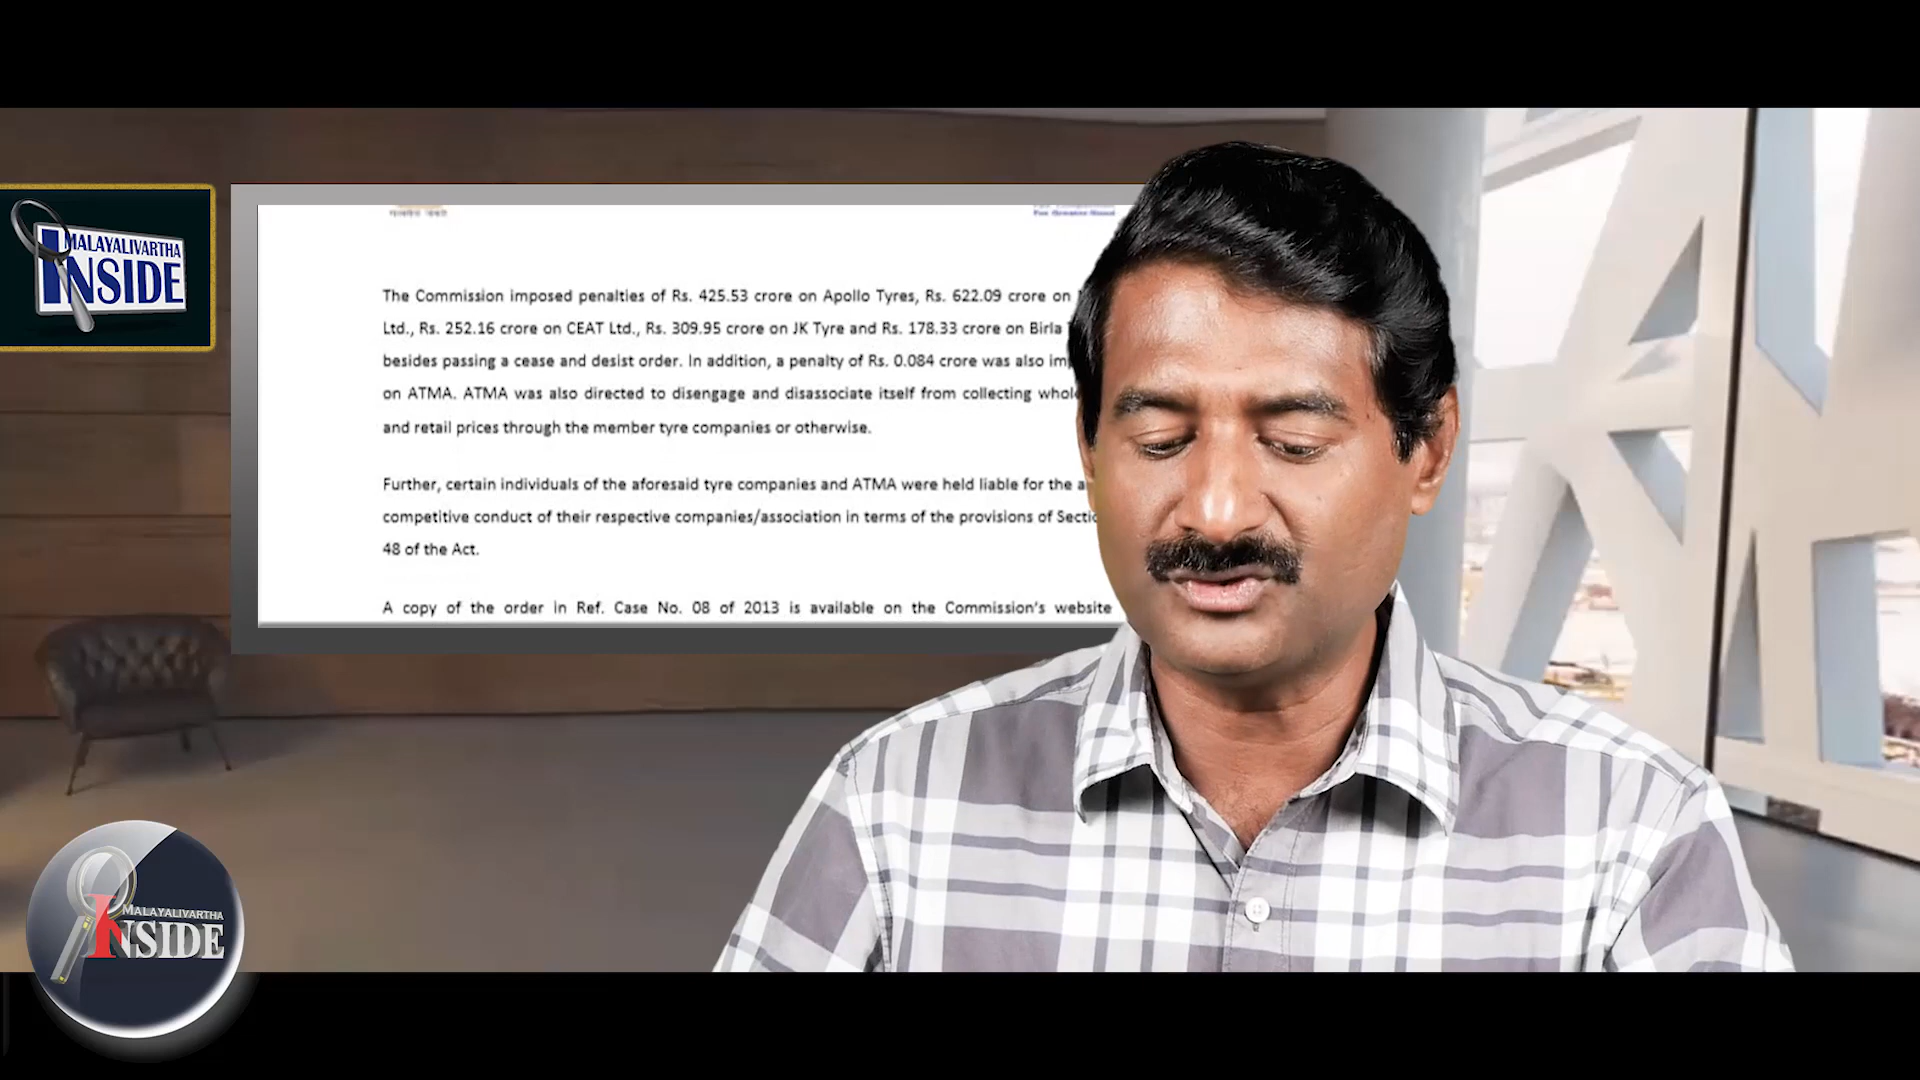 MALAYALIVARTHA
INSIDE
For Greater Good
The Commission imposed penalties of Rs. 425.53 crore on Apollo Tyres, Rs. 622.09 crore on
Ltd., Rs. 252.16 crore on CEAT Ltd., Rs. 309.95 crore on JK Tyre and Rs. 178.33 crore on Birla
besides passing a cease and desist order. In addition, a penalty of Rs. 0.084 crore was also
on ATMA. ATMA was also directed to disengage and disassociate itself from collecting
and retail prices through the member tyre companies or otherwise.
Further, certain individuals of the aforesaid tyre companies and ATMA were held liable for the
competitive conduct of their respective companies/association in terms of the provisions of
48 of the Act.
A copy of the order in Ref. Case No. 08 of 2013 is available on the Commission's website
MALAYALIVARTHA
INSIDE